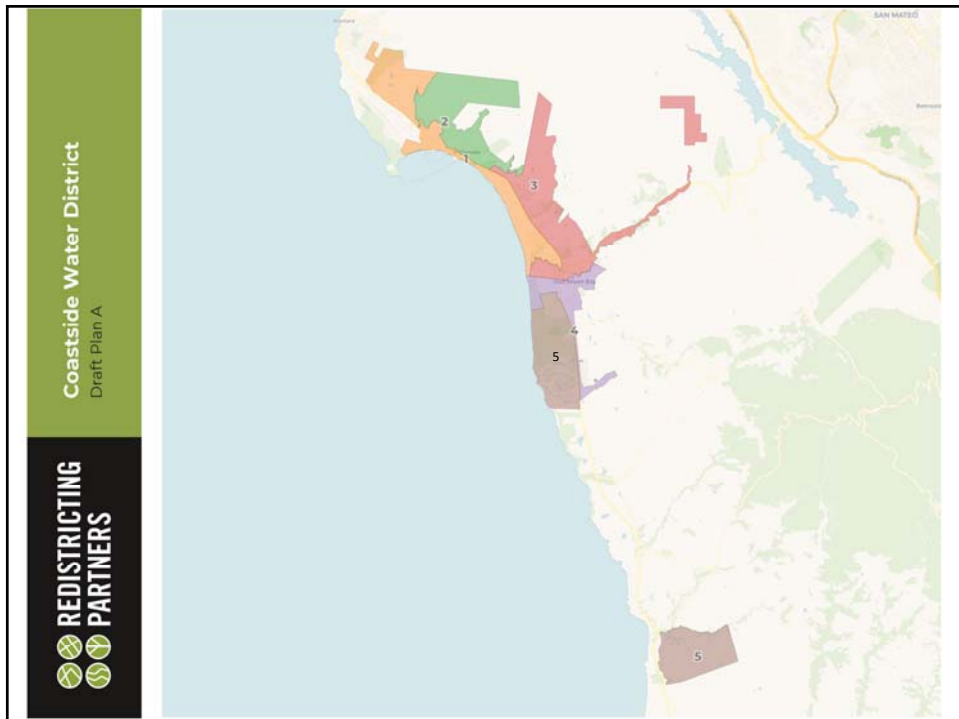 Coastside Water District
Draft Plan A
REDISTRICTING
PARTNERS
SAN MATEO
2
1
3
4
5
5